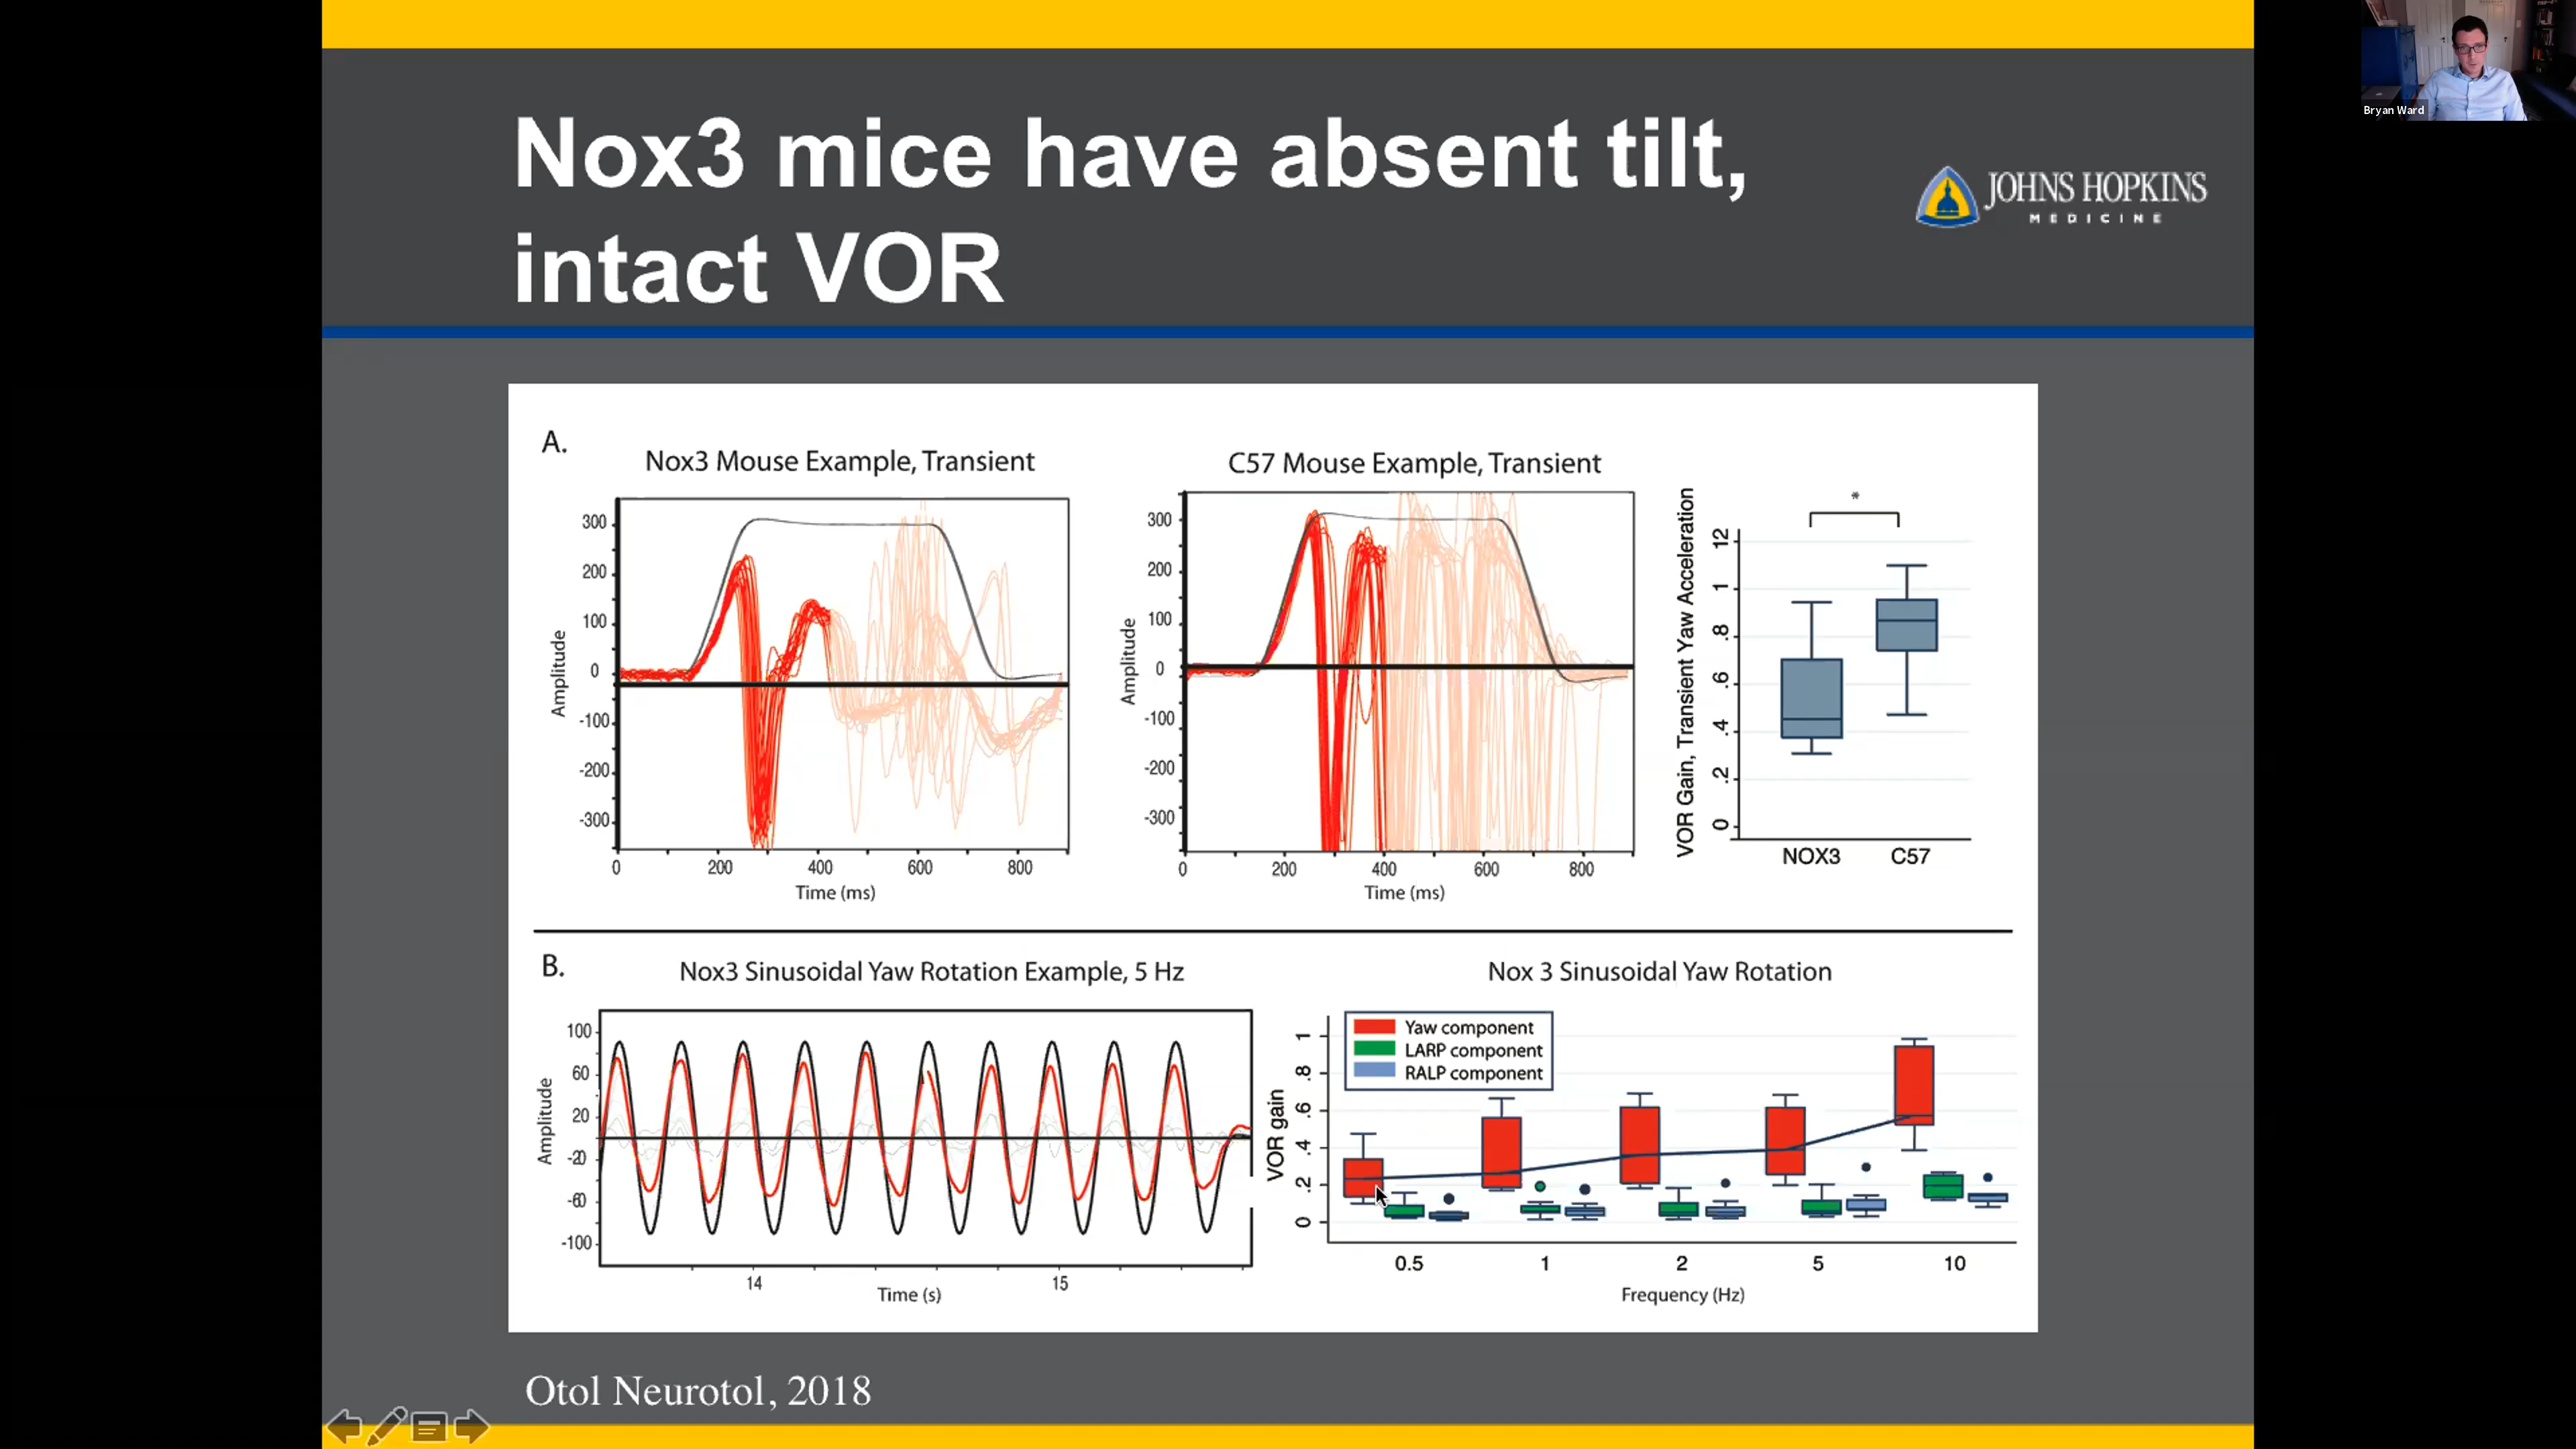 Nox3 mice have absent tilt,
intact VOR
JOHNS HOPKINS
MEDICINE
Bryan Ward
A.
Nox3 Mouse Example, Transient
Amplitude
300
200
100
0
-100
-200
-300
0 200 400 600 800
Time (ms)
C57 Mouse Example, Transient
Amplitude
300
200
100
0
-100
-200
-300
0 200 400 600 800
Time (ms)
VOR Gain, Transient Yaw Acceleration
*
12
1
.8
.6
.4
.2
0
NOX3 C57
B.
Nox3 Sinusoidal Yaw Rotation Example, 5 Hz
Amplitude
100
60
20
-20
-60
-100
14 15
Time (s)
Nox 3 Sinusoidal Yaw Rotation
Yaw component
LARP component
RALP component
VOR gain
1
.8
.6
.4
.2
0
0.5 1 2 5 10
Frequency (Hz)
Otol Neurotol, 2018